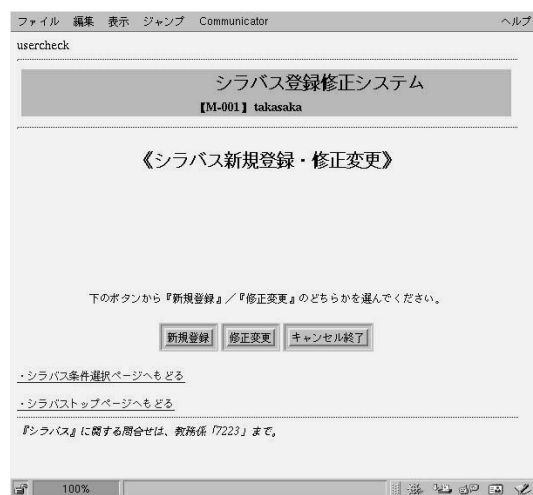 ファイル 編集 表示 ジャンプ Communicator ヘルプ
usercheck
シラバス登録修正システム
【M-001】 takasaka
《シラバス新規登録・修正変更》
下のボタンから『新規登録』／『修正変更』のどちらかを選んでください。
新規登録 修正変更 キャンセル終了
・シラバス条件選択ページへもどる
・シラバストップページへもどる
『シラバス』に関する問合せは、教務係「7223」まで。
100%